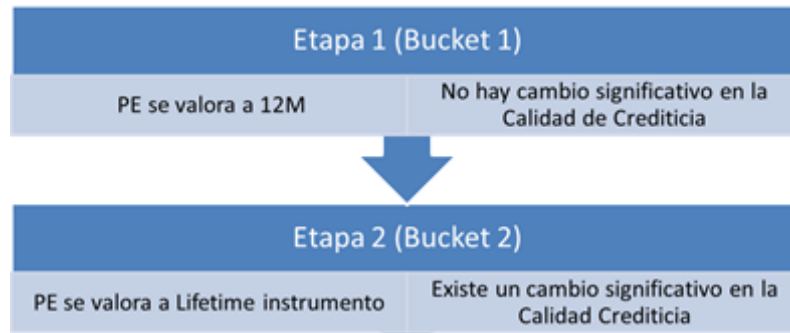 Etapa 1 (Bucket 1)
PE se valora a 12M
No hay cambio significativo en la
Calidad de Crediticia
Etapa 2 (Bucket 2)
PE se valora a Lifetime instrumento
Existe un cambio significativo en la
Calidad Crediticia